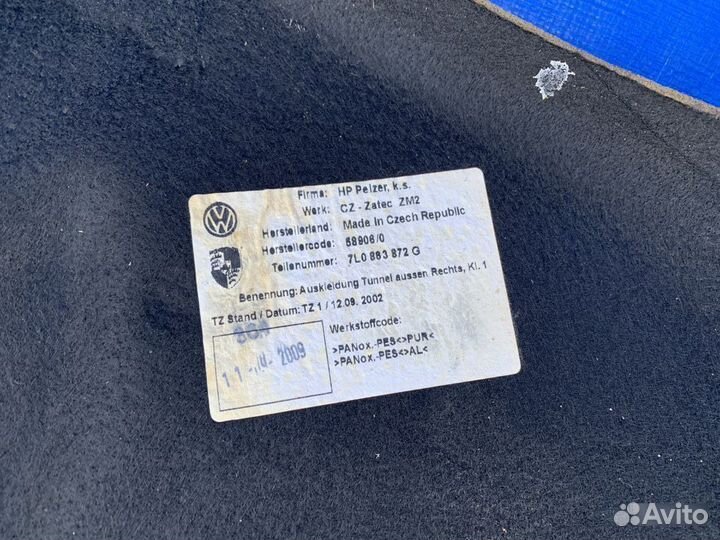 Firma: HP Pelzer, k.s.
Werk: CZ - Zatec ZM2
Herstellerland: Made In Czech Republic
Herstellercode: 58906/0
Teilenummer: 7L0 863 872 G
Benennung: Auskleidung Tunnel aussen Rechts, Kl. 1
TZ Stand / Datum: TZ 1 / 12.09. 2002
Werkstoffcode:
>PANox.-PES<>PUR<
>PANox.-PES<>AL<
11 2009
Avito